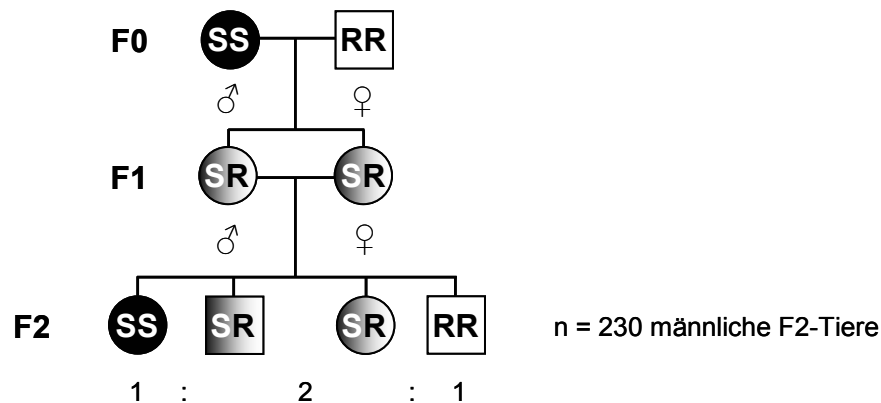 F0 SS RR
♂ ♀
F1 SR SR
♂ ♀
F2 SS SR SR RR n = 230 männliche F2-Tiere
1 : 2 : 1